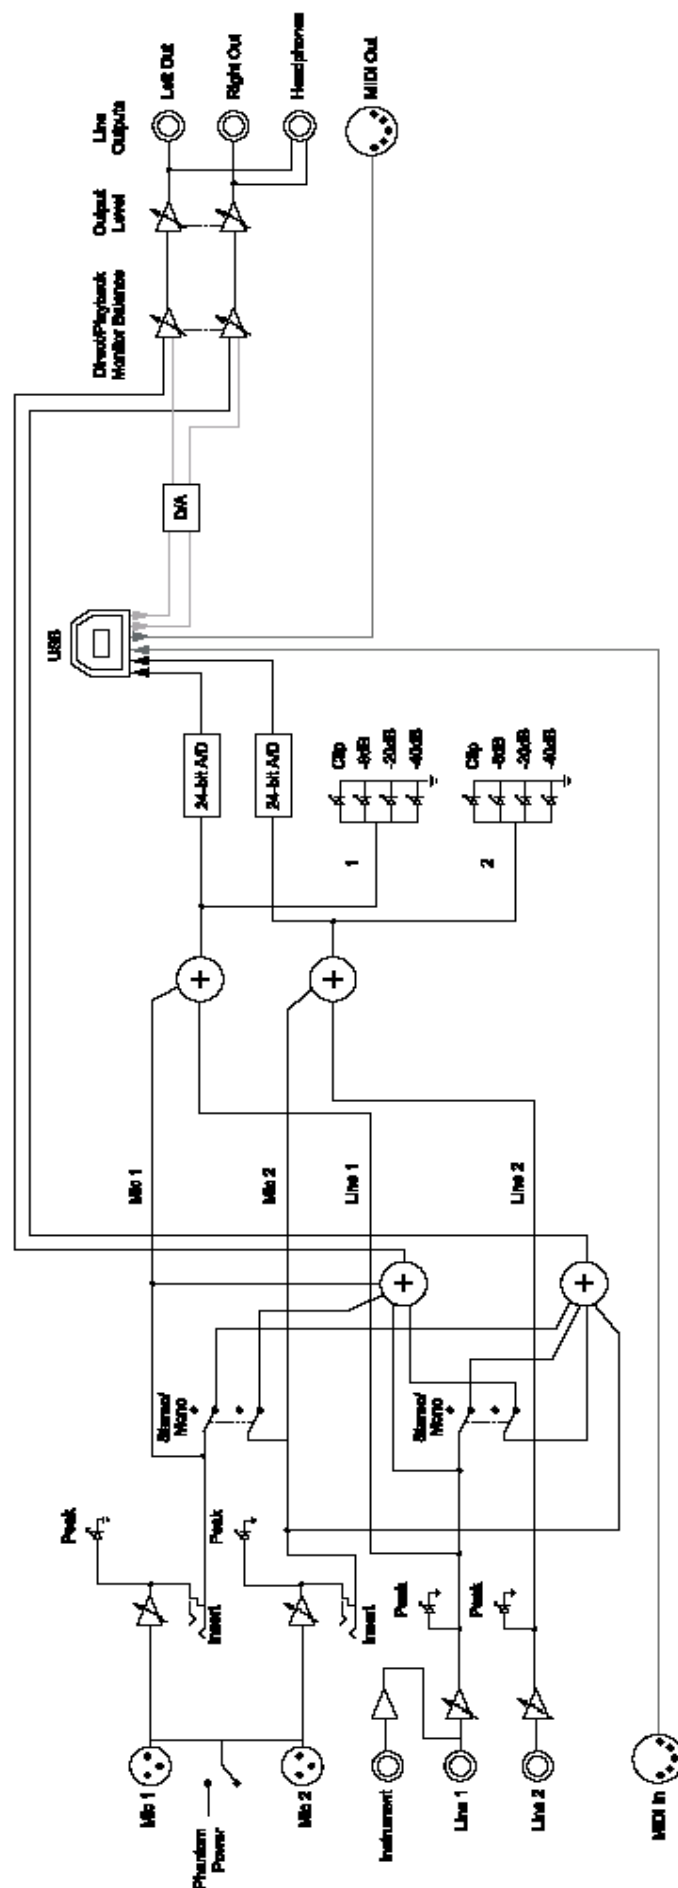 Line
Outputs
Left Out
Right Out
Headphones
MIDI Out
Output
Level
Direct/Playback
Monitor Balance
D/A
USB
24-bit A/D
24-bit A/D
Clip
-6dB
-20dB
-40dB
1
Clip
-6dB
-20dB
-40dB
2
Mic 1
Mic 2
Line 1
Line 2
Stereo/
Mono
Stereo/
Mono
Peak
Peak
Insert
Insert
Peak
Peak
Mic 1
Phantom
Power
Mic 2
Instrument
Line 1
Line 2
MIDI In